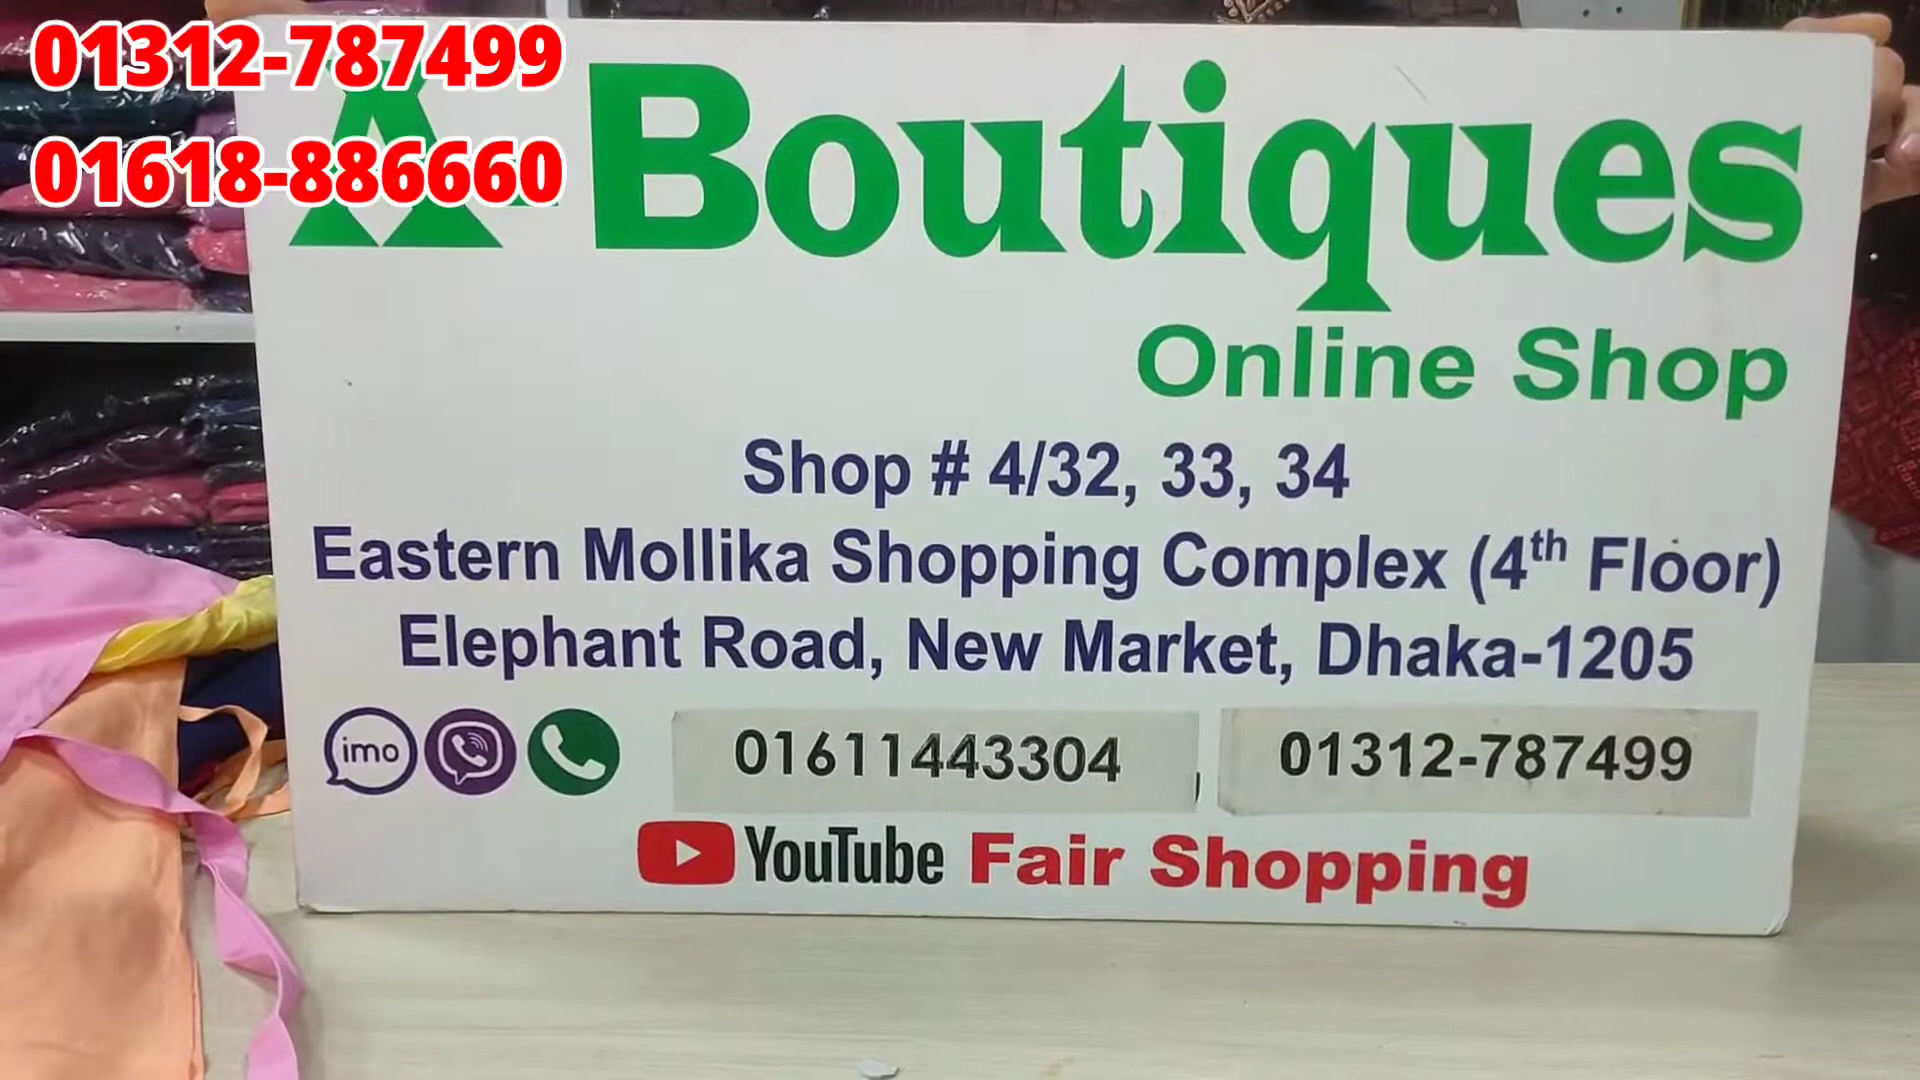 01312-787499
01618-886660
A Boutiques
Online Shop
Shop # 4/32, 33, 34
Eastern Mollika Shopping Complex (4th Floor)
Elephant Road, New Market, Dhaka-1205
imo 01611443304 01312-787499
YouTube Fair Shopping